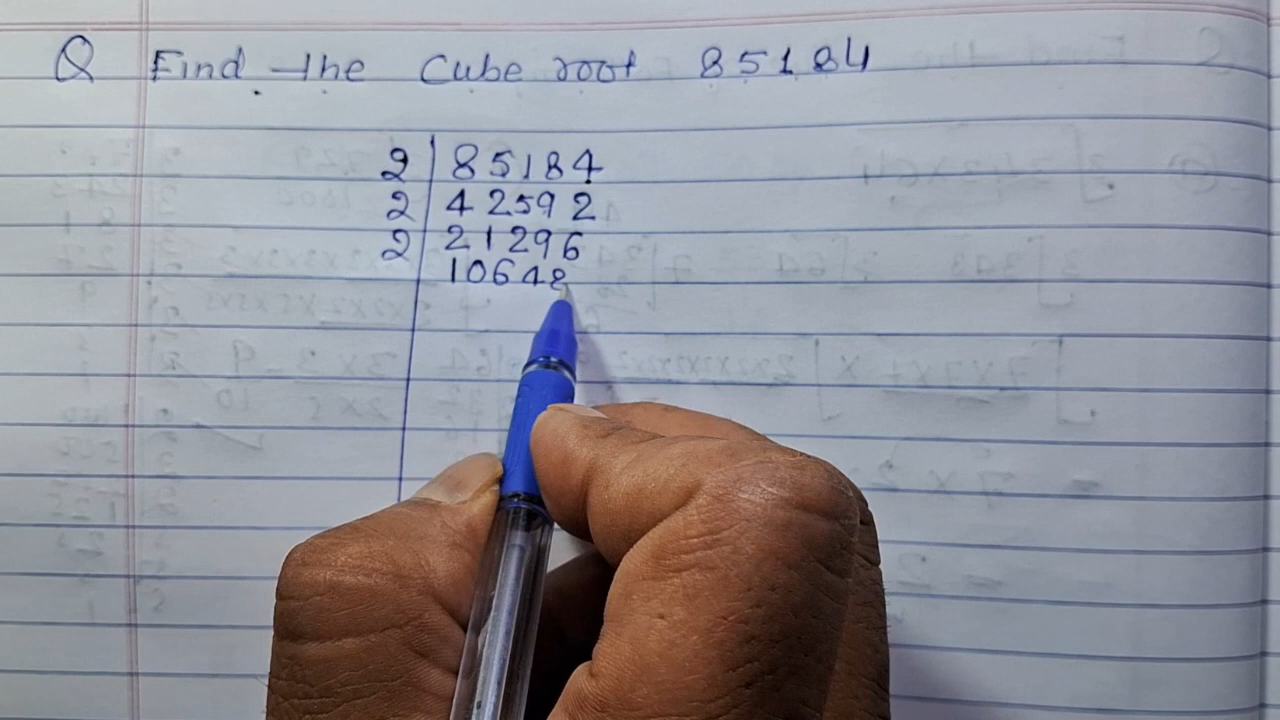 Q Find the Cube root 85184
2 | 85184
2 | 42592
2 | 21296
10648